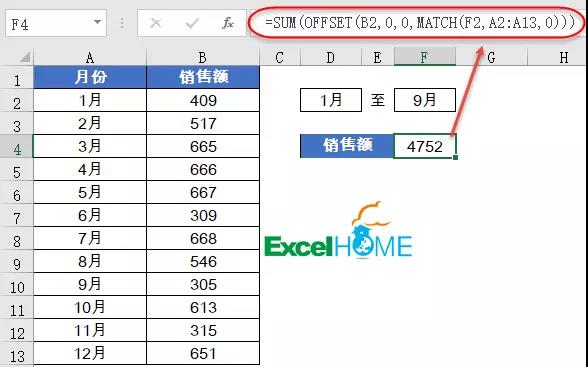 F4 fx =SUM(OFFSET(B2,0,0,MATCH(F2,A2:A13,0)))
A B C D E F G H
1 月份 销售额
2 1月 409 1月 至 9月
3 2月 517
4 3月 665 销售额 4752
5 4月 666
6 5月 667
7 6月 309
8 7月 668
9 8月 546
10 9月 305
11 10月 613
12 11月 315
13 12月 651
ExcelHOME